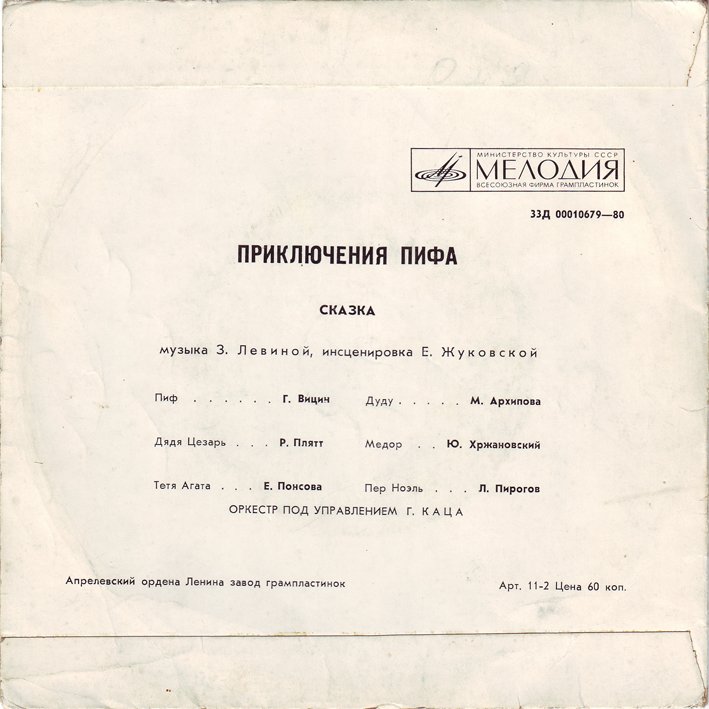 МИНИСТЕРСТВО КУЛЬТУРЫ СССР
МЕЛОДИЯ
ВСЕСОЮЗНАЯ ФИРМА ГРАМПЛАСТИНОК
33Д 00010679—80
ПРИКЛЮЧЕНИЯ ПИФА
СКАЗКА
музыка З. Левиной, инсценировка Е. Жуковской
Пиф . . . . . . Г. Вицин Дуду . . . . . М. Архипова
Дядя Цезарь . . . Р. Плятт Медор . . Ю. Хржановский
Тетя Агата . . . Е. Понсова Пер Ноэль . . . Л. Пирогов
ОРКЕСТР ПОД УПРАВЛЕНИЕМ Г. КАЦА
Апрелевский ордена Ленина завод грампластинок Арт. 11-2 Цена 60 коп.